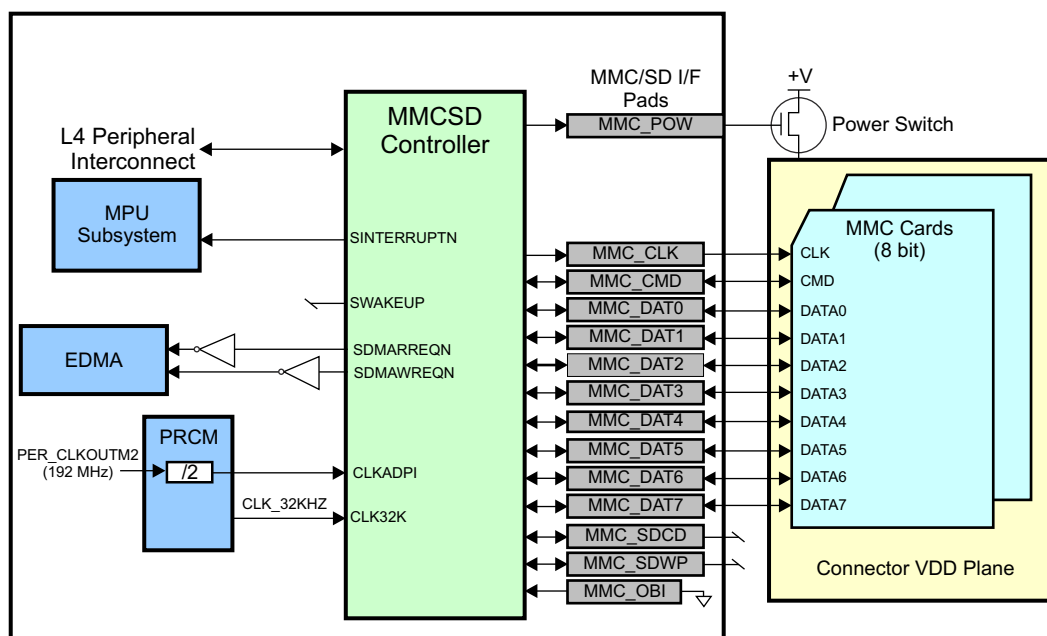 MMC/SD I/F
Pads
+V
MMCSD
Controller
MMC_POW
Power Switch
L4 Peripheral
Interconnect
MPU
Subsystem
SINTERRUPTN
MMC Cards
(8 bit)
MMC_CLK
CLK
MMC_CMD
CMD
SWAKEUP
MMC_DAT0
DATA0
MMC_DAT1
DATA1
EDMA
SDMARREQN
SDMAWREQN
MMC_DAT2
DATA2
MMC_DAT3
DATA3
MMC_DAT4
DATA4
PRCM
MMC_DAT5
DATA5
PER_CLKOUTM2
(192 MHz)
/2
CLKADPI
MMC_DAT6
DATA6
CLK_32KHZ
CLK32K
MMC_DAT7
DATA7
MMC_SDCD
MMC_SDWP
Connector VDD Plane
MMC_OBI